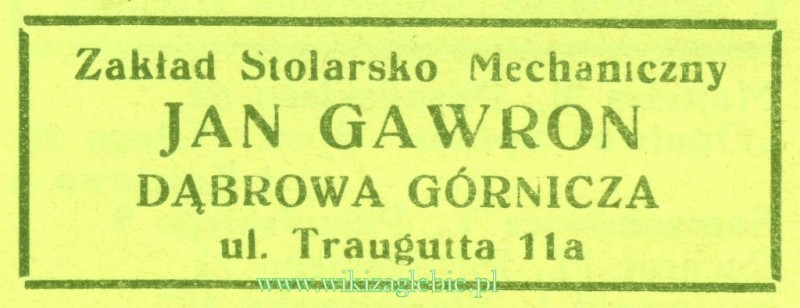 Zakład Stolarsko Mechaniczny
JAN GAWRON
DĄBROWA GÓRNICZA
ul. Traugutta 11a
www.wikizaglebie.pl